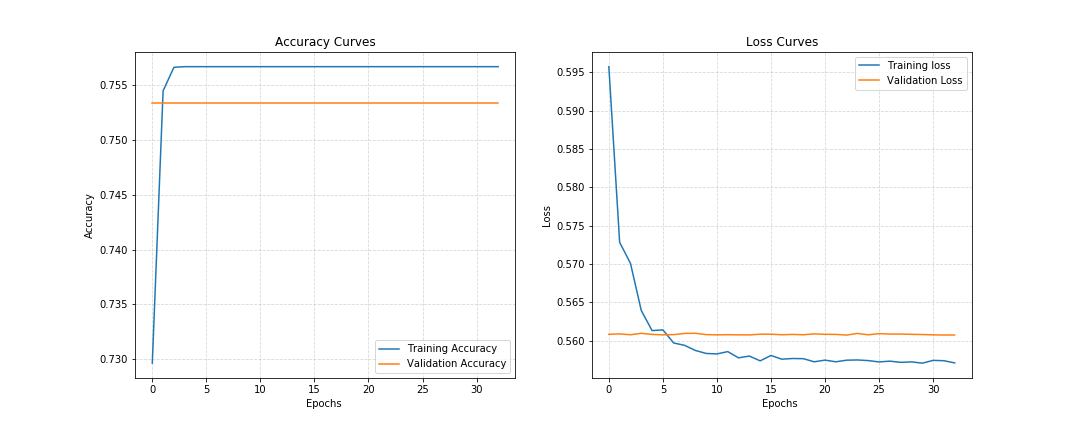 Accuracy Curves
0.755
0.750
0.745
0.740
0.735
0.730
Accuracy
0 5 10 15 20 25 30
Epochs
Training Accuracy
Validation Accuracy
Loss Curves
0.595
0.590
0.585
0.580
0.575
0.570
0.565
0.560
Loss
0 5 10 15 20 25 30
Epochs
Training loss
Validation Loss